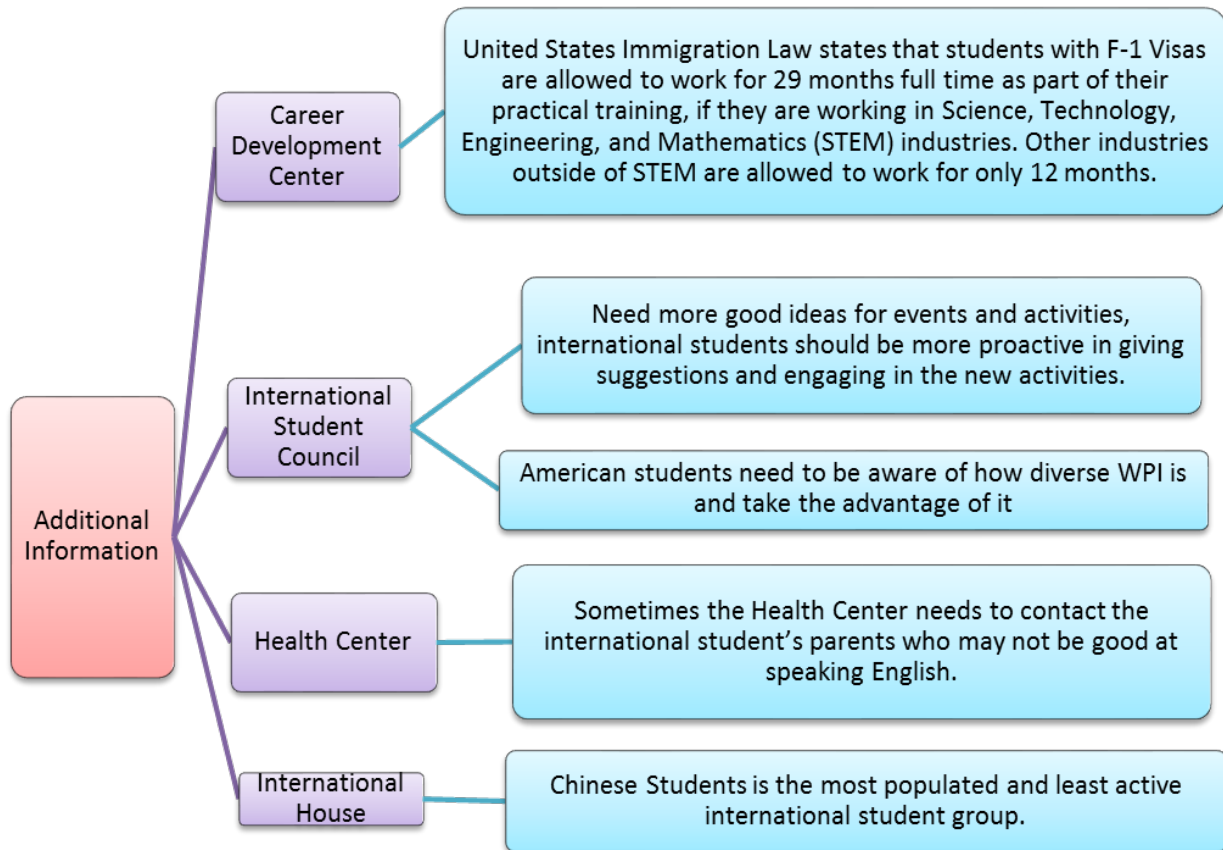 Additional
Information
Career
Development
Center
United States Immigration Law states that students with F-1 Visas
are allowed to work for 29 months full time as part of their
practical training, if they are working in Science, Technology,
Engineering, and Mathematics (STEM) industries. Other industries
outside of STEM are allowed to work for only 12 months.
International
Student
Council
Need more good ideas for events and activities,
international students should be more proactive in giving
suggestions and engaging in the new activities.
American students need to be aware of how diverse WPI is
and take the advantage of it
Health Center
Sometimes the Health Center needs to contact the
international student’s parents who may not be good at
speaking English.
International
House
Chinese Students is the most populated and least active
international student group.